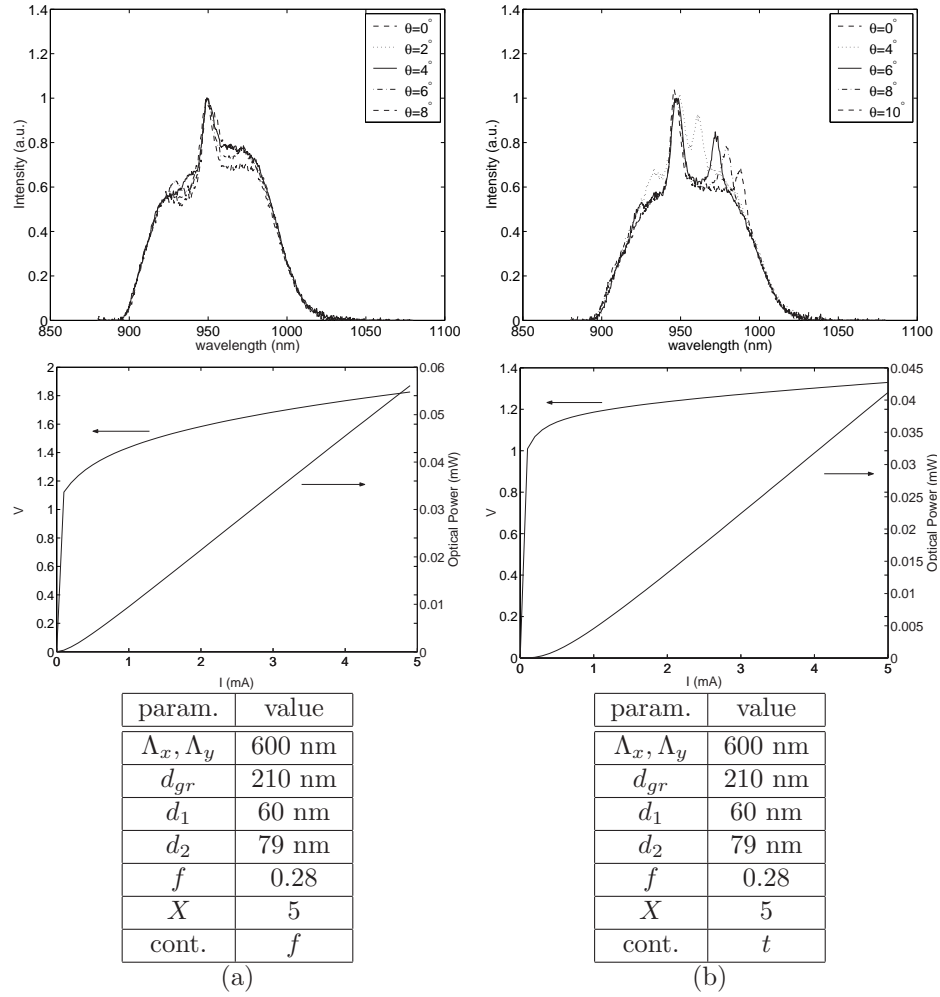 1.4
1.2
1
0.8
0.6
0.4
0.2
0
Intensity (a.u.)
850
900
950
1000
1050
1100
wavelength (nm)
θ=0°
θ=2°
θ=4°
θ=6°
θ=8°
1.4
1.2
1
0.8
0.6
0.4
0.2
0
Intensity (a.u.)
850
900
950
1000
1050
1100
wavelength (nm)
θ=0°
θ=4°
θ=6°
θ=8°
θ=10°
2
1.8
1.6
1.4
1.2
1
0.8
0.6
0.4
0.2
0
V
0
1
2
3
4
5
I (mA)
0.06
0.05
0.04
0.03
0.02
0.01
0
Optical Power (mW)
1.4
1.2
1
0.8
0.6
0.4
0.2
0
V
0
1
2
3
4
5
I (mA)
0.045
0.04
0.035
0.03
0.025
0.02
0.015
0.01
0.005
0
Optical Power (mW)
param. value
Λx, Λy 600 nm
dgr 210 nm
d1 60 nm
d2 79 nm
f 0.28
X 5
cont. f
(a)
param. value
Λx, Λy 600 nm
dgr 210 nm
d1 60 nm
d2 79 nm
f 0.28
X 5
cont. t
(b)